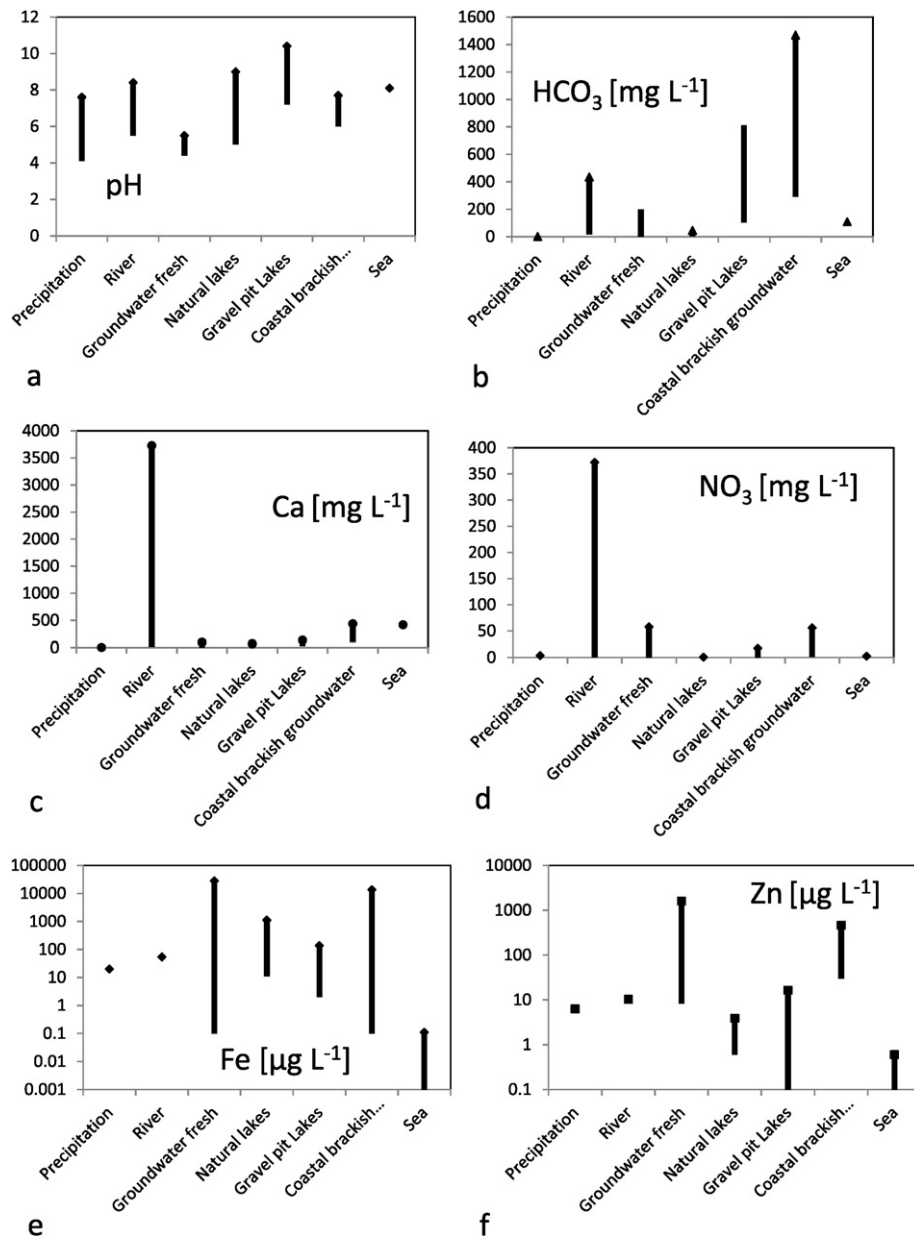 12
10
8
6
4
2
0
pH
Precipitation
River
Groundwater fresh
Natural lakes
Gravel pit Lakes
Coastal brackish...
Sea
a
1600
1400
1200
1000
800
600
400
200
0
HCO₃ [mg L⁻¹]
Precipitation
River
Groundwater fresh
Natural lakes
Gravel pit Lakes
Coastal brackish groundwater
Sea
b
4000
3500
3000
2500
2000
1500
1000
500
0
Ca [mg L⁻¹]
Precipitation
River
Groundwater fresh
Natural lakes
Gravel pit Lakes
Coastal brackish groundwater
Sea
c
400
350
300
250
200
150
100
50
0
NO₃ [mg L⁻¹]
Precipitation
River
Groundwater fresh
Natural lakes
Gravel pit Lakes
Coastal brackish groundwater
Sea
d
100000
10000
1000
100
10
1
0.1
0.01
0.001
Fe [µg L⁻¹]
Precipitation
River
Groundwater fresh
Natural lakes
Gravel pit Lakes
Coastal brackish...
Sea
e
10000
1000
100
10
1
0.1
Zn [µg L⁻¹]
Precipitation
River
Groundwater fresh
Natural lakes
Gravel pit Lakes
Coastal brackish...
Sea
f